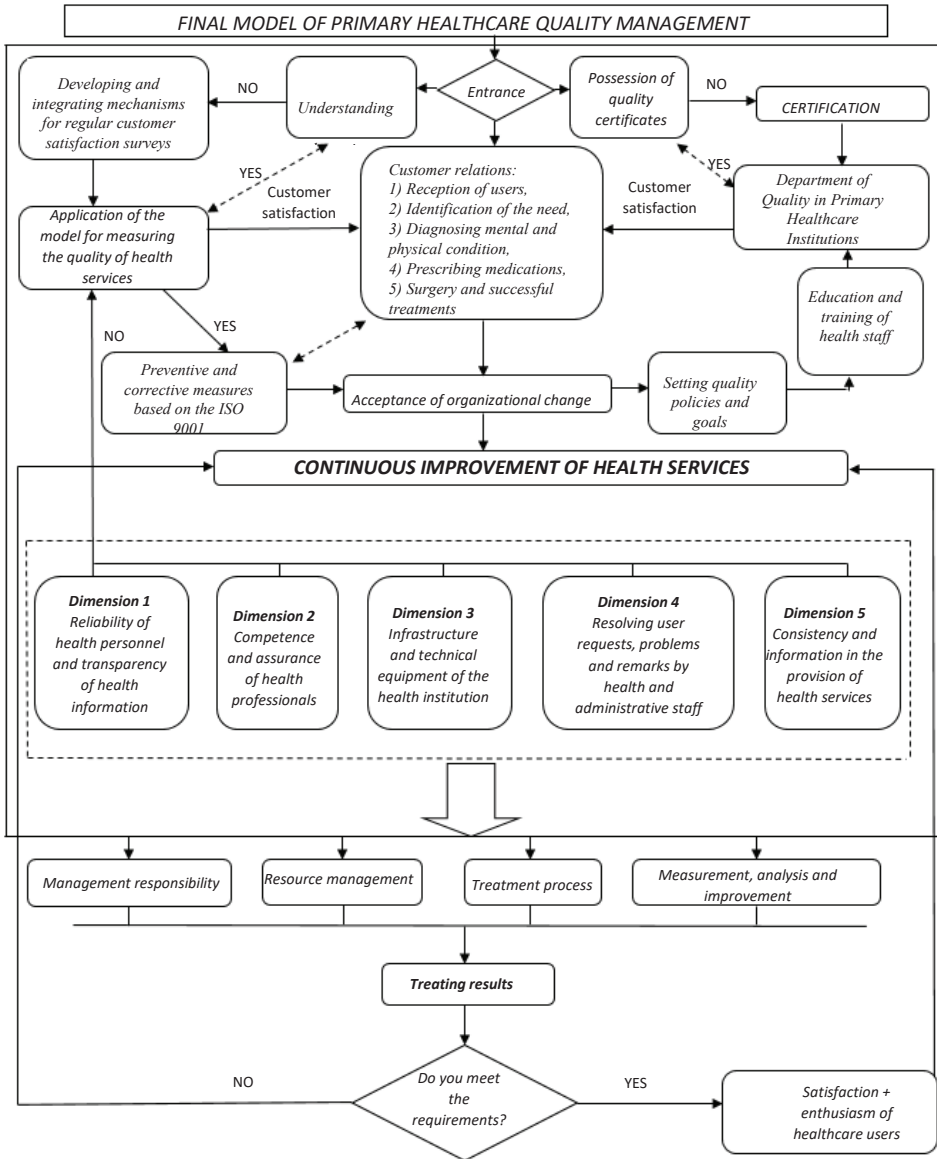 FINAL MODEL OF PRIMARY HEALTHCARE QUALITY MANAGEMENT
Developing and
integrating mechanisms
for regular customer
satisfaction surveys
NO
Understanding
Entrance
Possession of
quality
certificates
NO
CERTIFICATION
YES
Customer
satisfaction
Customer relations:
1) Reception of users,
2) Identification of the need,
3) Diagnosing mental and
physical condition,
4) Prescribing medications,
5) Surgery and successful
treatments
YES
Customer
satisfaction
Department of
Quality in Primary
Healthcare
Institutions
Application of the
model for measuring
the quality of health
services
NO
YES
Education and
training of
health staff
Preventive and
corrective measures
based on the ISO
9001
Acceptance of organizational change
Setting quality
policies and
goals
CONTINUOUS IMPROVEMENT OF HEALTH SERVICES
Dimension 1
Reliability of
health personnel
and transparency
of health
information
Dimension 2
Competence
and assurance
of health
professionals
Dimension 3
Infrastructure
and technical
equipment of the
health institution
Dimension 4
Resolving user
requests, problems
and remarks by
health and
administrative staff
Dimension 5
Consistency and
information in the
provision of
health services
Management responsibility
Resource management
Treatment process
Measurement, analysis and
improvement
Treating results
NO
Do you meet
the
requirements?
YES
Satisfaction +
enthusiasm of
healthcare users